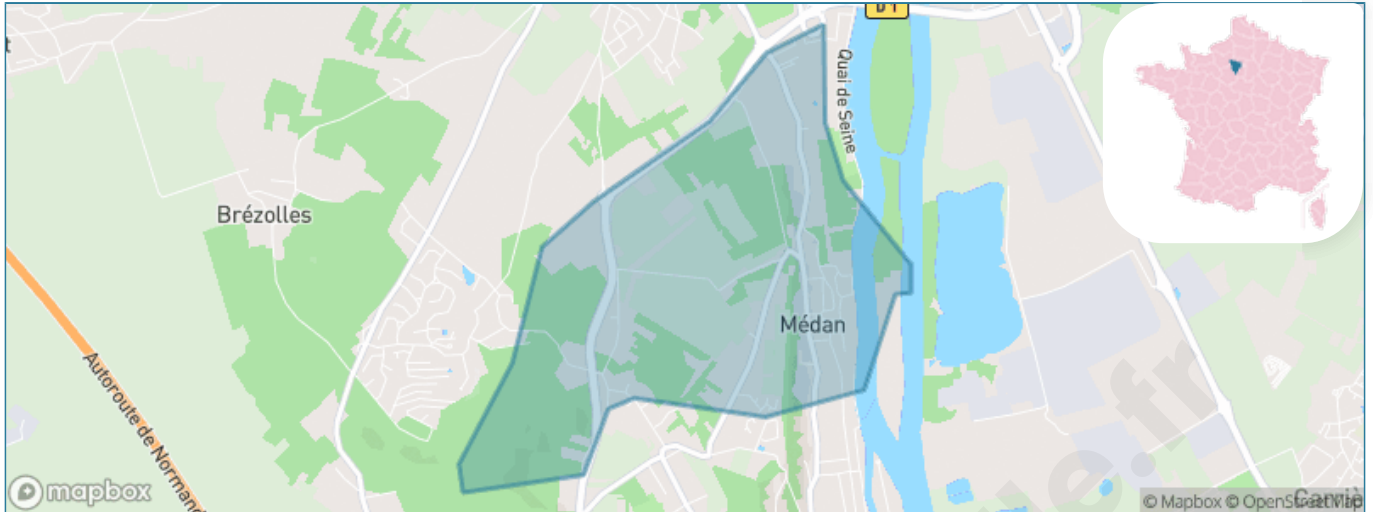 D 1
t
Quai de Seine
Brézolles
Médan
Autoroute de Normand
mapbox
© Mapbox © OpenStreetMap